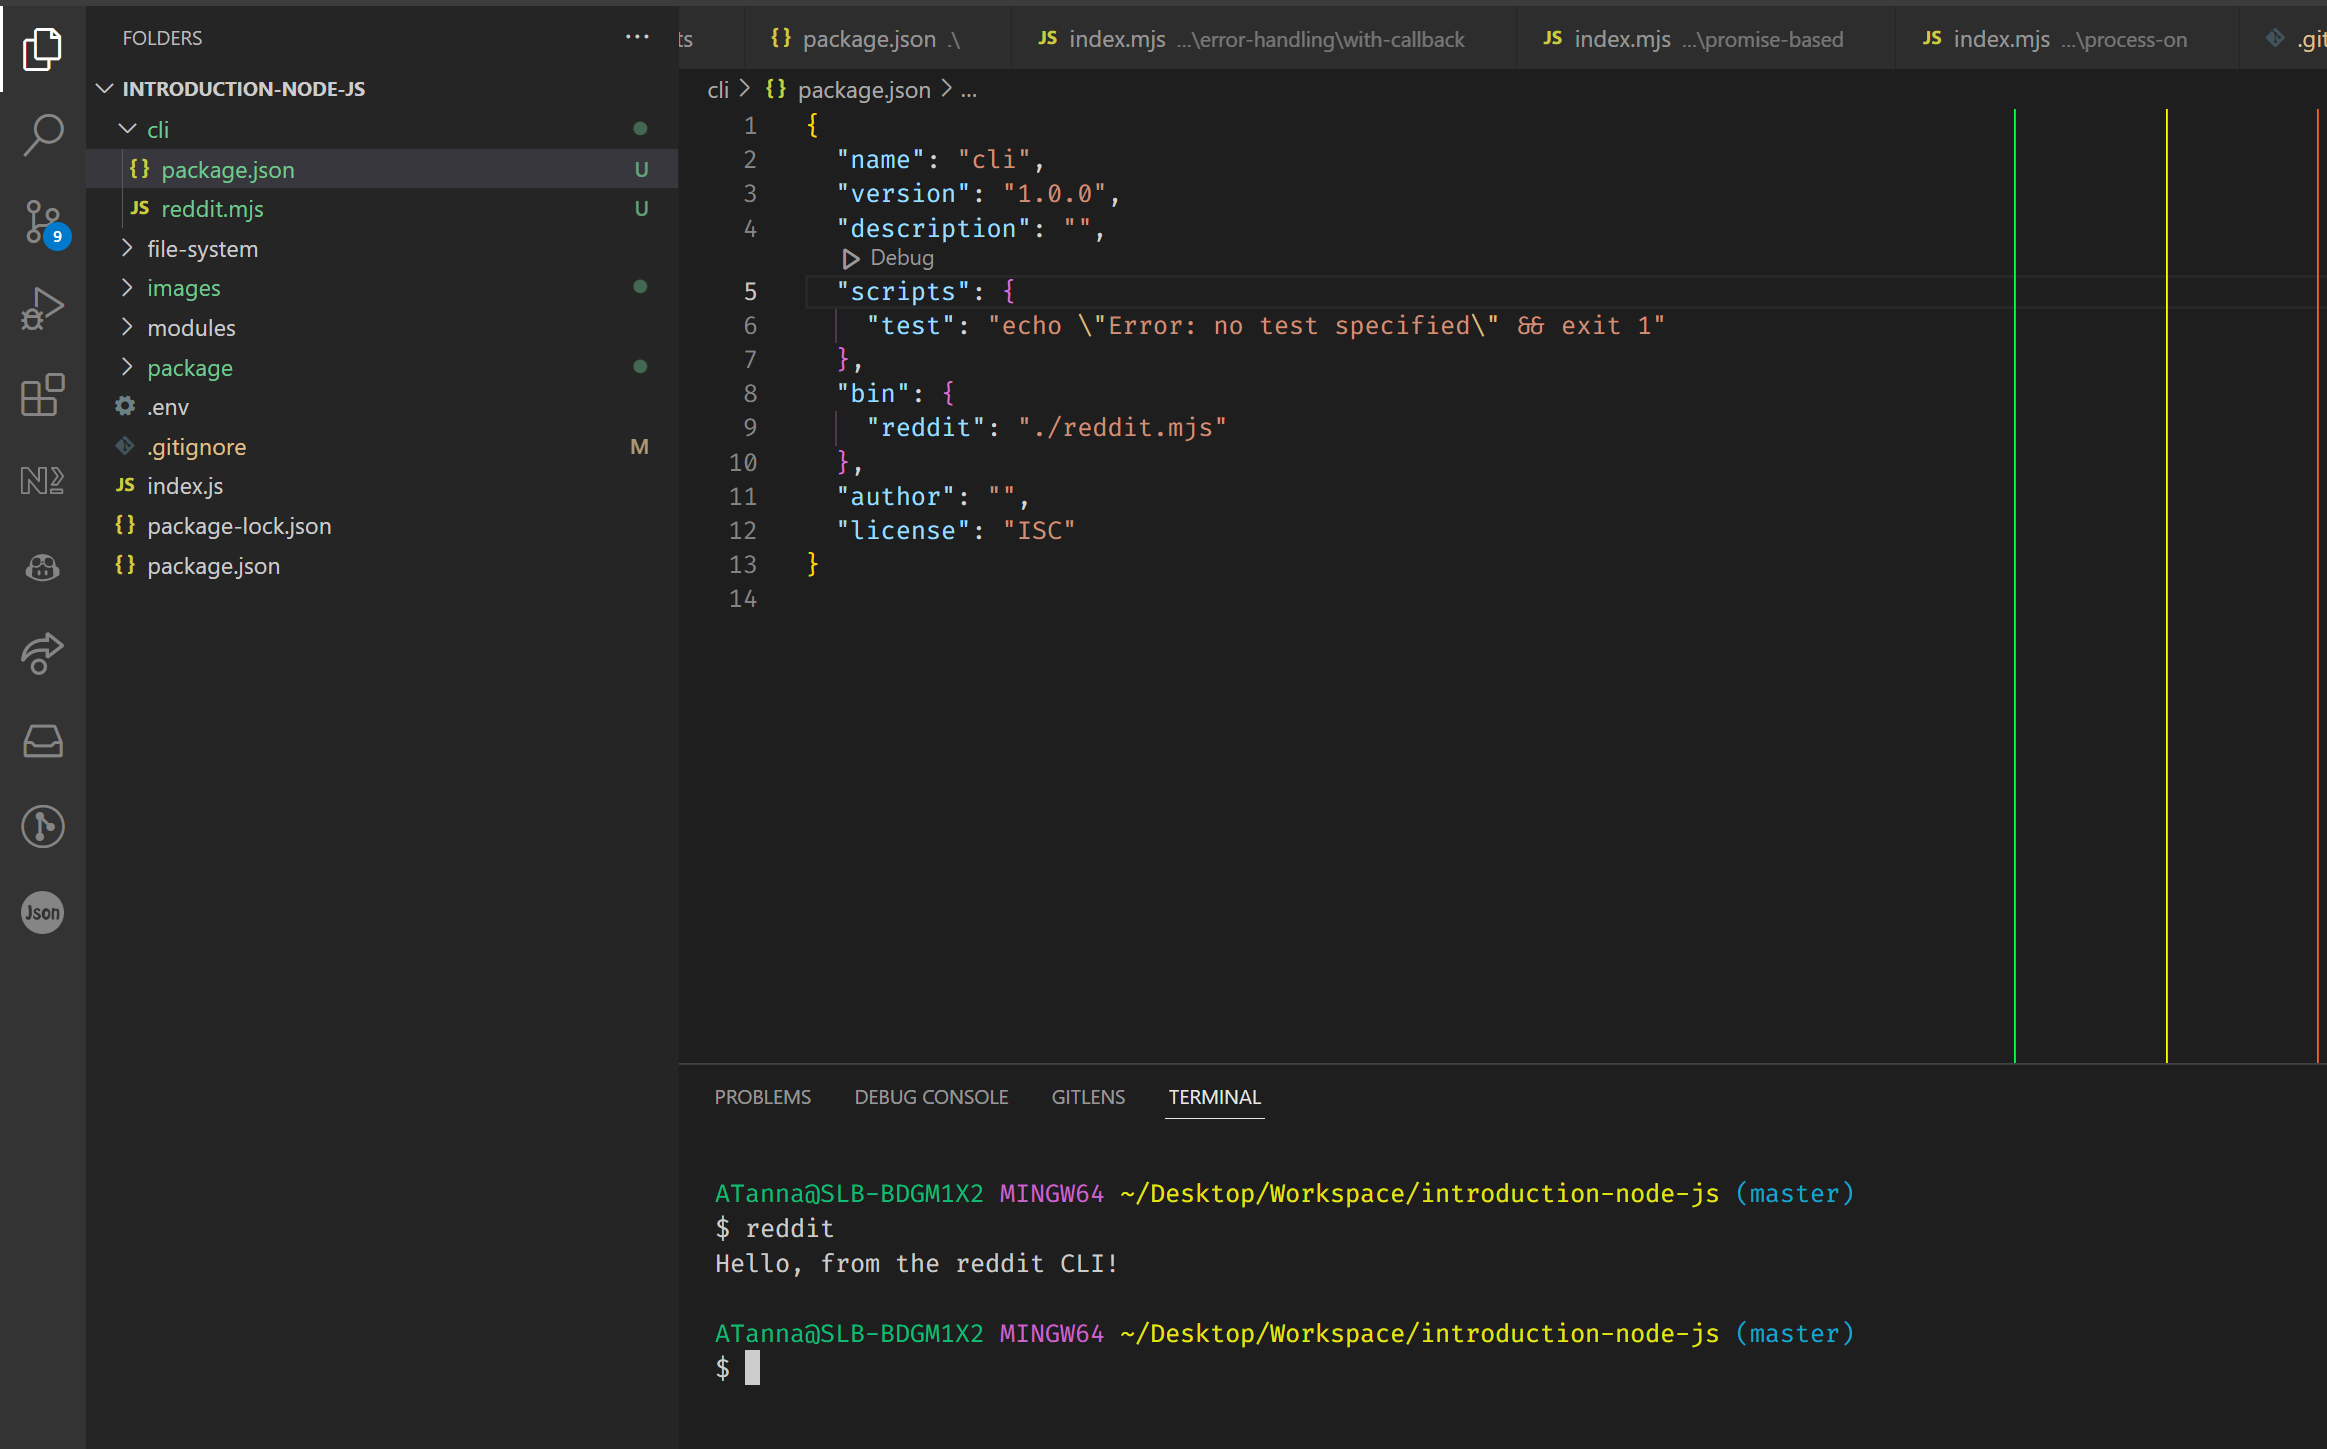 FOLDERS
INTRODUCTION-NODE-JS
cli
{} package.json U
JS reddit.mjs U
file-system
images
modules
package
.env
.gitignore M
JS index.js
{} package-lock.json
{} package.json
9
Json
ts
{} package.json .\
JS index.mjs ...\error-handling\with-callback
JS index.mjs ...\promise-based
JS index.mjs ...\process-on
.git
cli > {} package.json > ...
1 {
2 "name": "cli",
3 "version": "1.0.0",
4 "description": "",
Debug
5 "scripts": {
6 "test": "echo \"Error: no test specified\" && exit 1"
7 },
8 "bin": {
9 "reddit": "./reddit.mjs"
10 },
11 "author": "",
12 "license": "ISC"
13 }
14
PROBLEMS DEBUG CONSOLE GITLENS TERMINAL
ATanna@SLB-BDGM1X2 MINGW64 ~/Desktop/Workspace/introduction-node-js (master)
$ reddit
Hello, from the reddit CLI!
ATanna@SLB-BDGM1X2 MINGW64 ~/Desktop/Workspace/introduction-node-js (master)
$